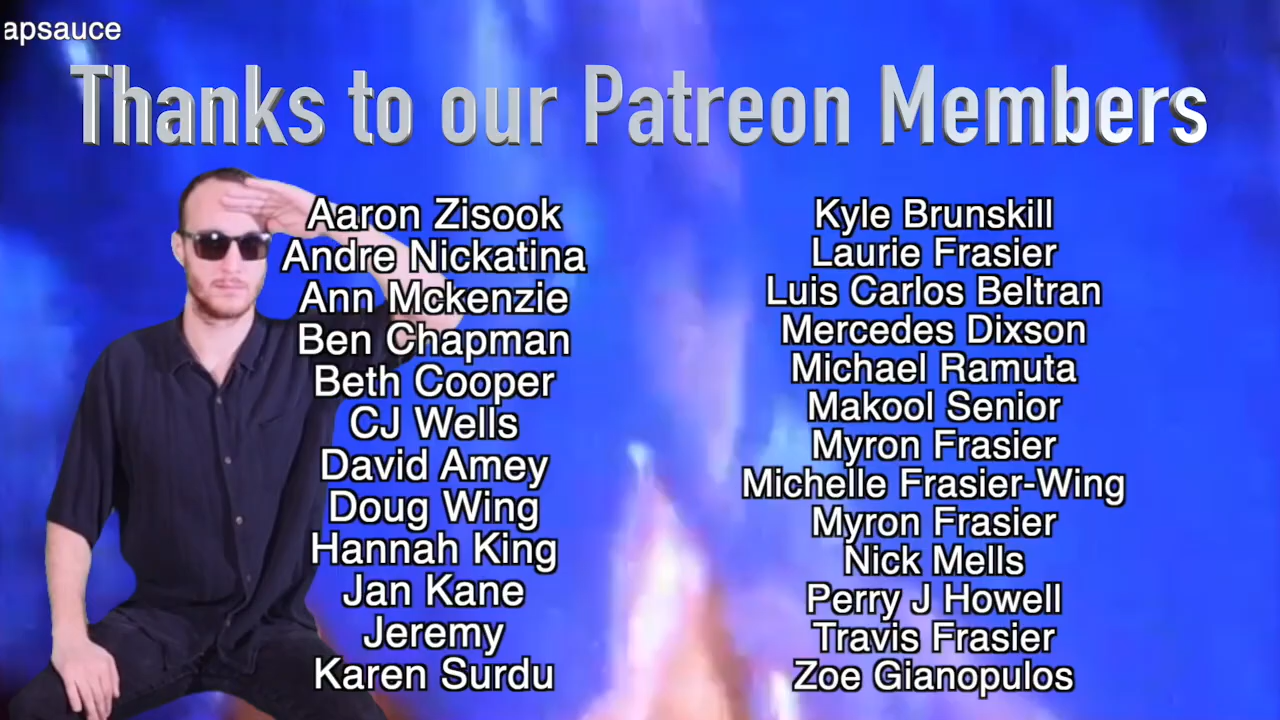 apsauce
Thanks to our Patreon Members
Aaron Zisook
Andre Nickatina
Ann Mckenzie
Ben Chapman
Beth Cooper
CJ Wells
David Amey
Doug Wing
Hannah King
Jan Kane
Jeremy
Karen Surdu
Kyle Brunskill
Laurie Frasier
Luis Carlos Beltran
Mercedes Dixson
Michael Ramuta
Makool Senior
Myron Frasier
Michelle Frasier-Wing
Myron Frasier
Nick Mells
Perry J Howell
Travis Frasier
Zoe Gianopulos